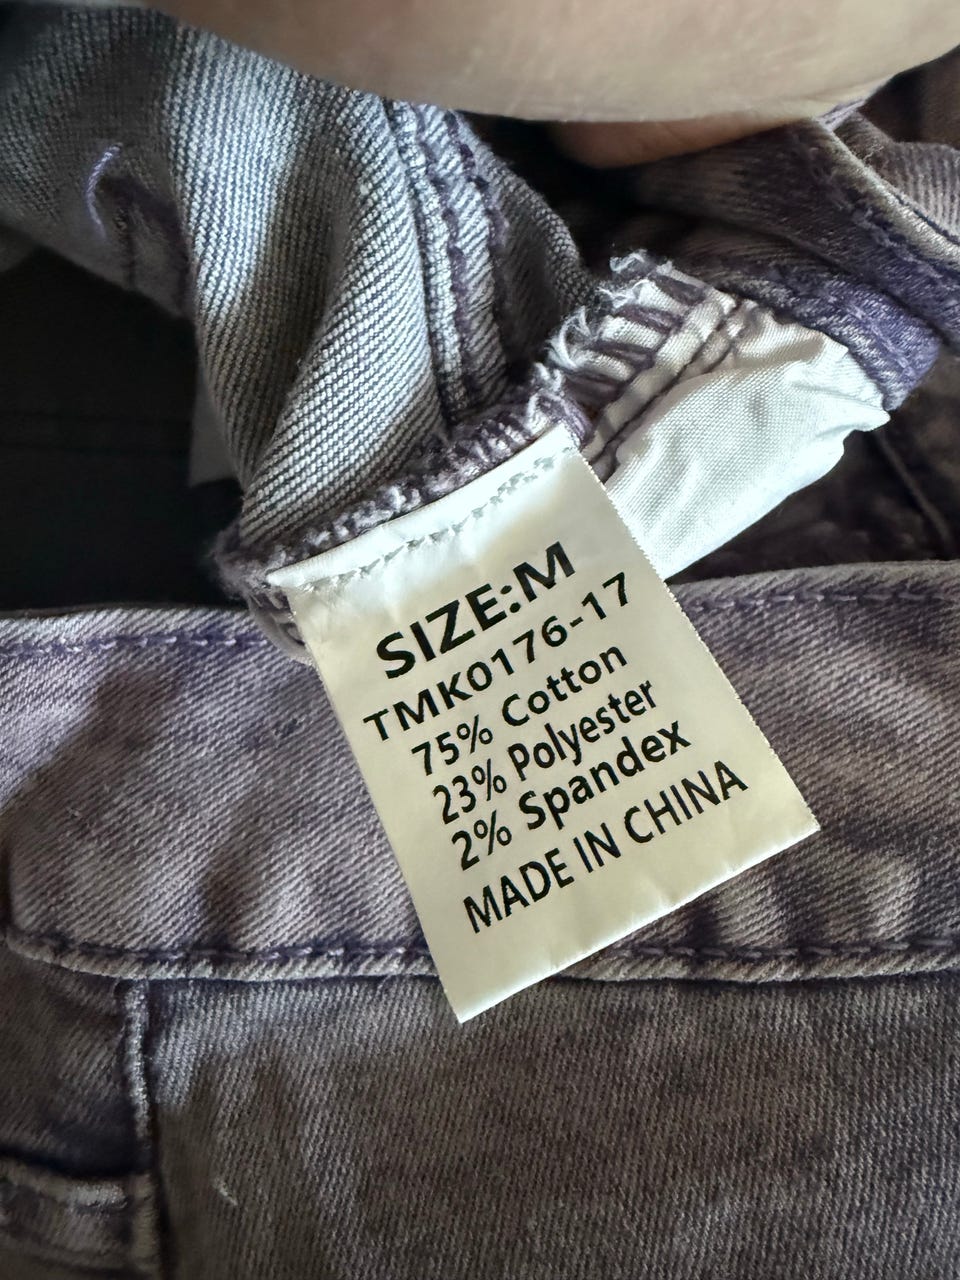 SIZE:M
TMK0176-17
75% Cotton
23% Polyester
2% Spandex
MADE IN CHINA